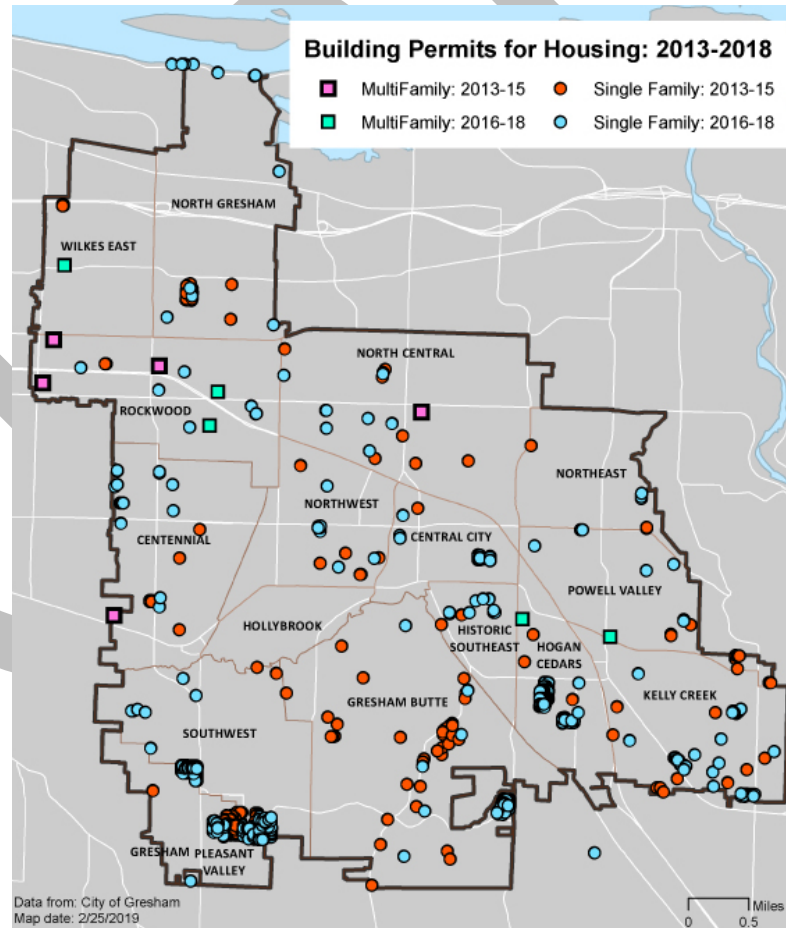 Building Permits for Housing: 2013-2018
MultiFamily: 2013-15
Single Family: 2013-15
MultiFamily: 2016-18
Single Family: 2016-18
NORTH GRESHAM
WILKES EAST
NORTH CENTRAL
ROCKWOOD
NORTHEAST
NORTHWEST
CENTRAL CITY
CENTENNIAL
POWELL VALLEY
HOLLYBROOK
HISTORIC
SOUTHEAST
HOGAN
CEDARS
KELLY CREEK
GRESHAM BUTTE
SOUTHWEST
GRESHAM PLEASANT
VALLEY
Data from: City of Gresham
Map date: 2/25/2019
Miles
0 0.5